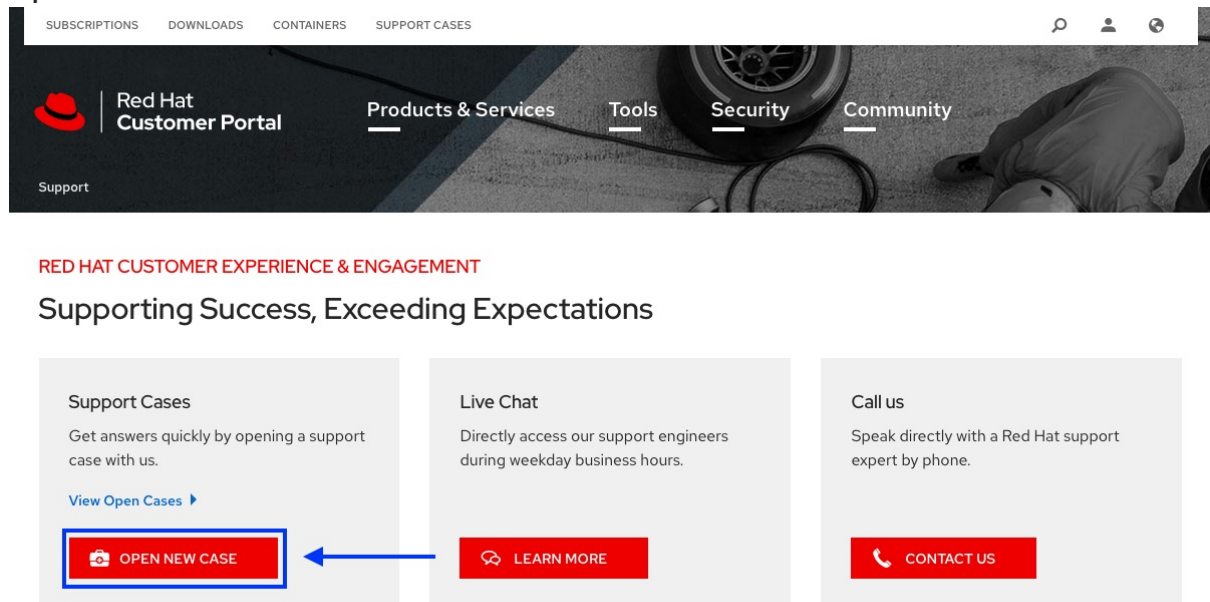 SUBSCRIPTIONS DOWNLOADS CONTAINERS SUPPORT CASES
Red Hat
Customer Portal
Products & Services Tools Security Community
Support
RED HAT CUSTOMER EXPERIENCE & ENGAGEMENT
Supporting Success, Exceeding Expectations
Support Cases
Get answers quickly by opening a support
case with us.
View Open Cases
OPEN NEW CASE
Live Chat
Directly access our support engineers
during weekday business hours.
LEARN MORE
Call us
Speak directly with a Red Hat support
expert by phone.
CONTACT US